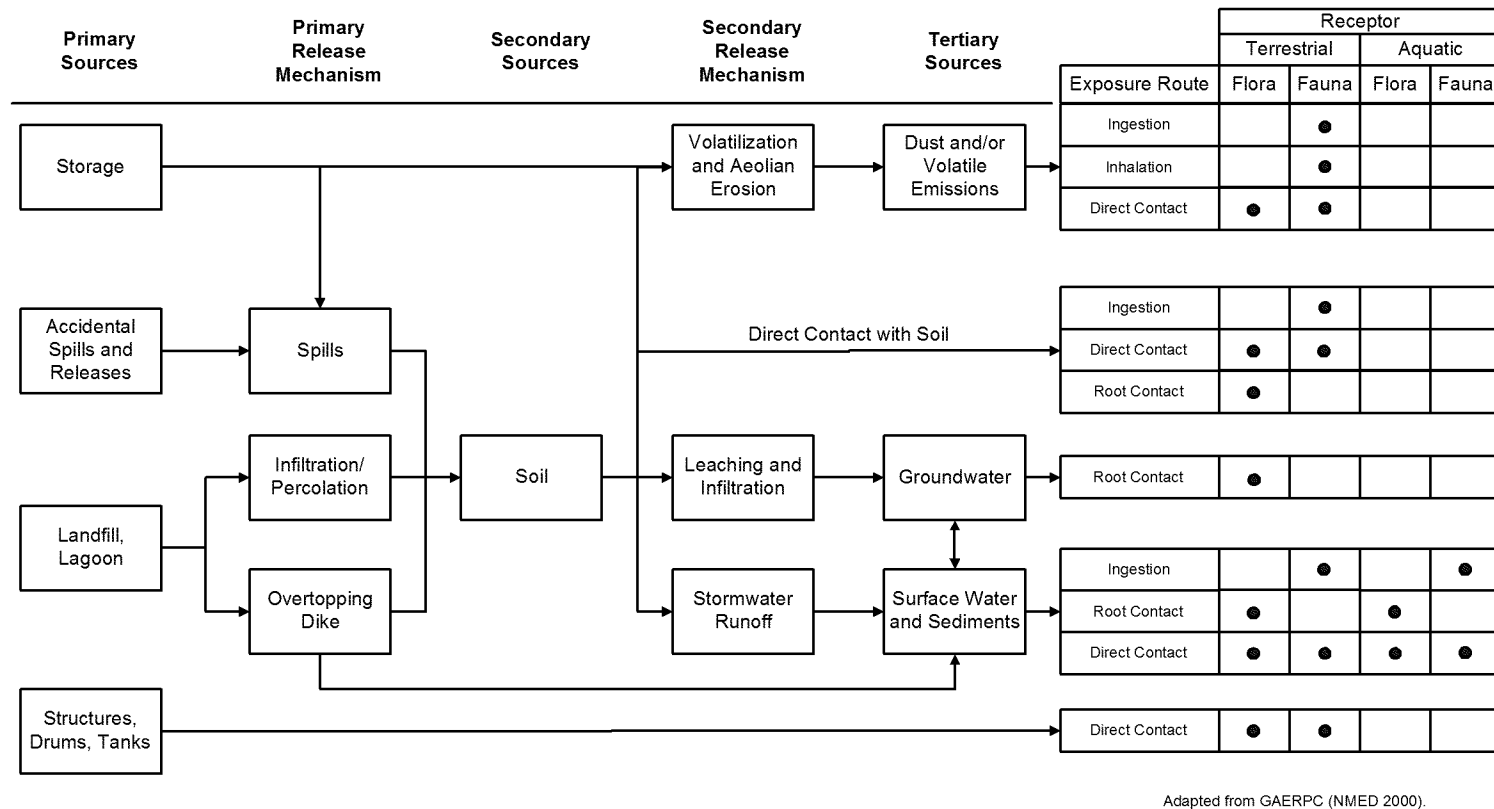 Primary
Sources
Primary
Release
Mechanism
Secondary
Sources
Secondary
Release
Mechanism
Tertiary
Sources
Receptor
Terrestrial
Aquatic
Exposure Route
Flora
Fauna
Flora
Fauna
Storage
Volatilization
and Aeolian
Erosion
Dust and/or
Volatile
Emissions
Ingestion
Inhalation
Direct Contact
Accidental
Spills and
Releases
Spills
Direct Contact with Soil
Ingestion
Direct Contact
Root Contact
Landfill,
Lagoon
Infiltration/
Percolation
Soil
Leaching and
Infiltration
Groundwater
Root Contact
Overtopping
Dike
Stormwater
Runoff
Surface Water
and Sediments
Ingestion
Root Contact
Direct Contact
Structures,
Drums, Tanks
Direct Contact
Adapted from GAERPC (NMED 2000).